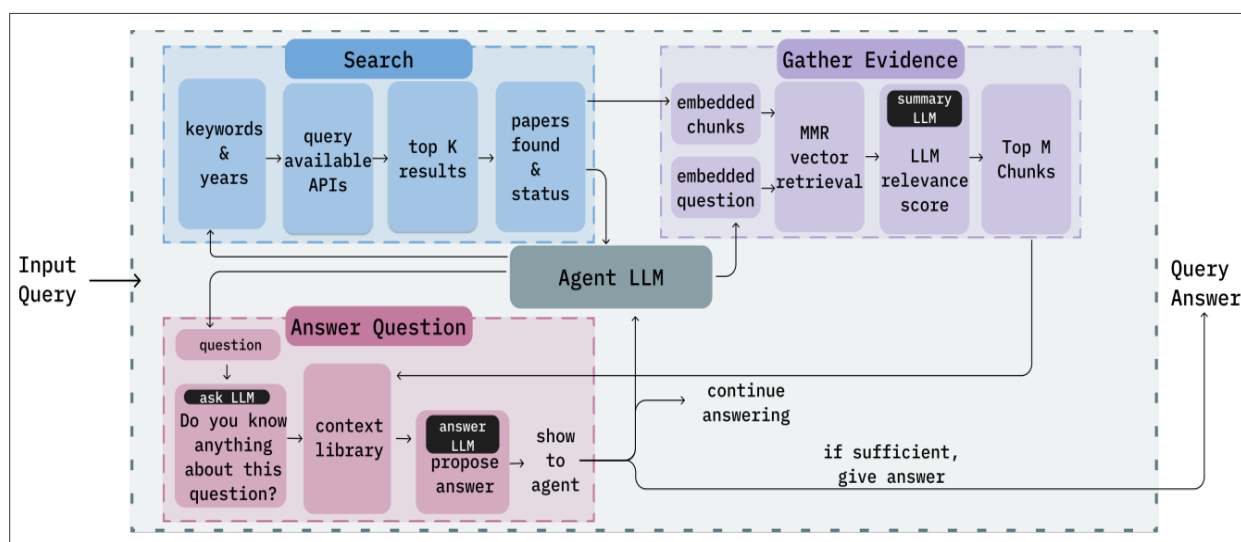 Search
keywords
&
years
query
available
APIs
top K
results
papers
found
&
status
Gather Evidence
embedded
chunks
embedded
question
MMR
vector
retrieval
summary
LLM
LLM
relevance
score
Top M
Chunks
Input
Query
Agent LLM
Query
Answer
Answer Question
question
ask LLM
Do you know
anything
about this
question?
context
library
answer
LLM
propose
answer
show
to
agent
continue
answering
if sufficient,
give answer